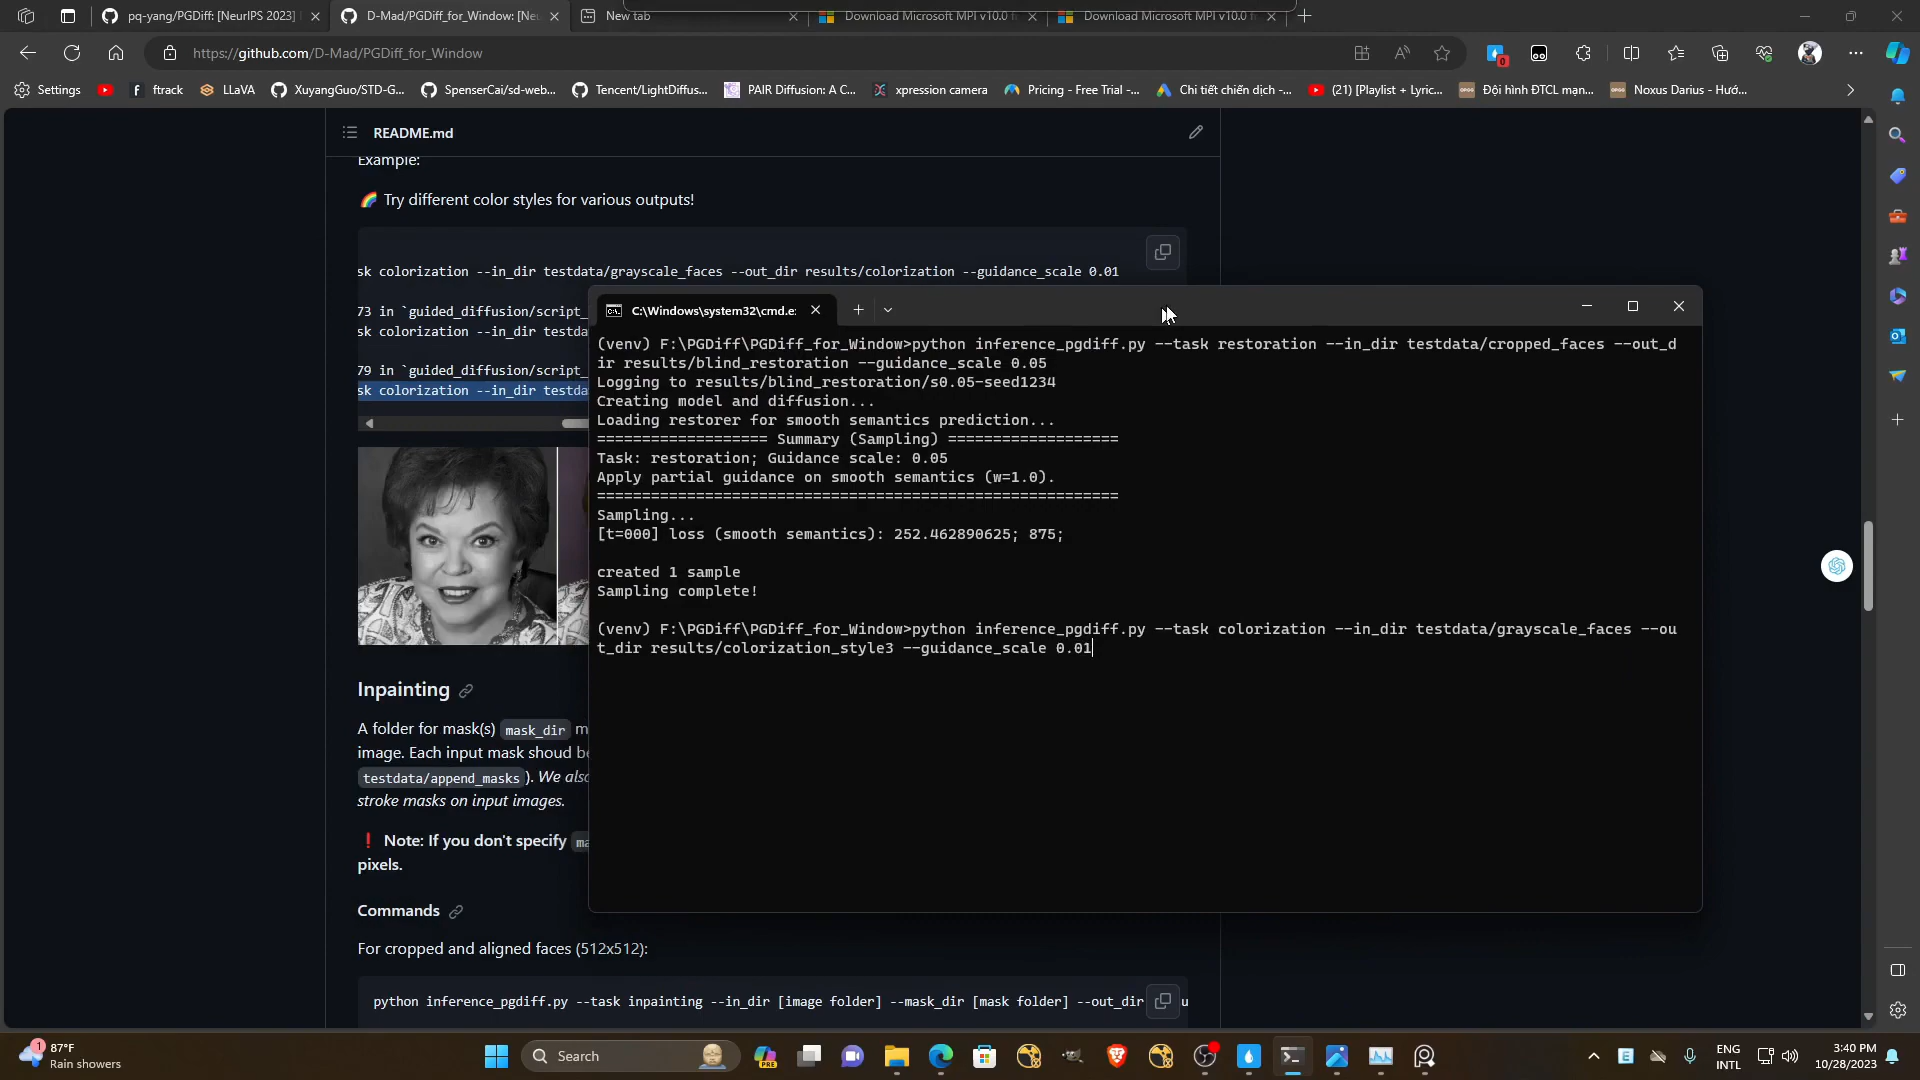 pq-yang/PGDiff: [NeurIPS 2023]
D-Mad/PGDiff_for_Window: [Neu
New tab
Download Microsoft MPI v10.0 f
Download Microsoft MPI v10.0 f
https://github.com/D-Mad/PGDiff_for_Window
0
Settings
ftrack
LLaVA
XuyangGuo/STD-G...
SpenserCai/sd-web...
Tencent/LightDiffus...
PAIR Diffusion: A C...
xpression camera
Pricing - Free Trial -...
Chi tiết chiến dịch -...
(21) [Playlist + Lyric...
Đội hình ĐTCL mạn...
Noxus Darius - Hướ...
README.md
Example:
🌈 Try different color styles for various outputs!
sk colorization --in_dir testdata/grayscale_faces --out_dir results/colorization --guidance_scale 0.01
73 in `guided_diffusion/script_
sk colorization --in_dir testda
79 in `guided_diffusion/script_
sk colorization --in_dir testda
C:\Windows\system32\cmd.e:
(venv) F:\PGDiff\PGDiff_for_Window>python inference_pgdiff.py --task restoration --in_dir testdata/cropped_faces --out_d
ir results/blind_restoration --guidance_scale 0.05
Logging to results/blind_restoration/s0.05-seed1234
Creating model and diffusion...
Loading restorer for smooth semantics prediction...
=================== Summary (Sampling) ===================
Task: restoration; Guidance scale: 0.05
Apply partial guidance on smooth semantics (w=1.0).
==========================================================
Sampling...
[t=000] loss (smooth semantics): 252.462890625; 875;
created 1 sample
Sampling complete!
(venv) F:\PGDiff\PGDiff_for_Window>python inference_pgdiff.py --task colorization --in_dir testdata/grayscale_faces --ou
t_dir results/colorization_style3 --guidance_scale 0.01
Inpainting
A folder for mask(s) mask_dir m
image. Each input mask shoud be
testdata/append_masks). We also
stroke masks on input images.
❗ Note: If you don't specify ma
pixels.
Commands
For cropped and aligned faces (512x512):
python inference_pgdiff.py --task inpainting --in_dir [image folder] --mask_dir [mask folder] --out_dir u
1
87°F
Rain showers
Search
PRE
ENG
INTL
3:40 PM
10/28/2023